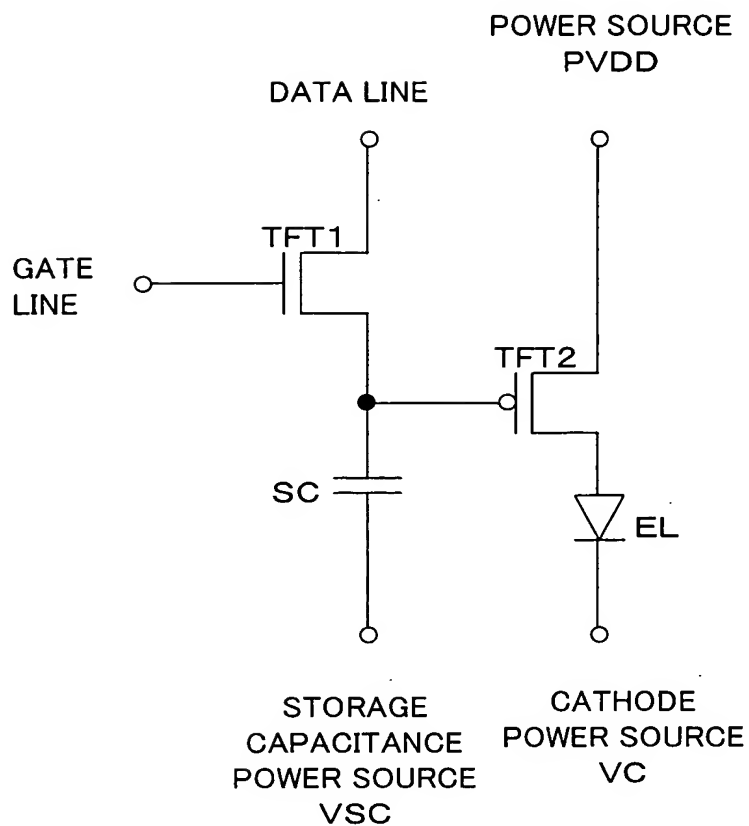 POWER SOURCE
PVDD
DATA LINE
TFT1
GATE
LINE
TFT2
SC
EL
STORAGE
CAPACITANCE
POWER SOURCE
VSC
CATHODE
POWER SOURCE
VC